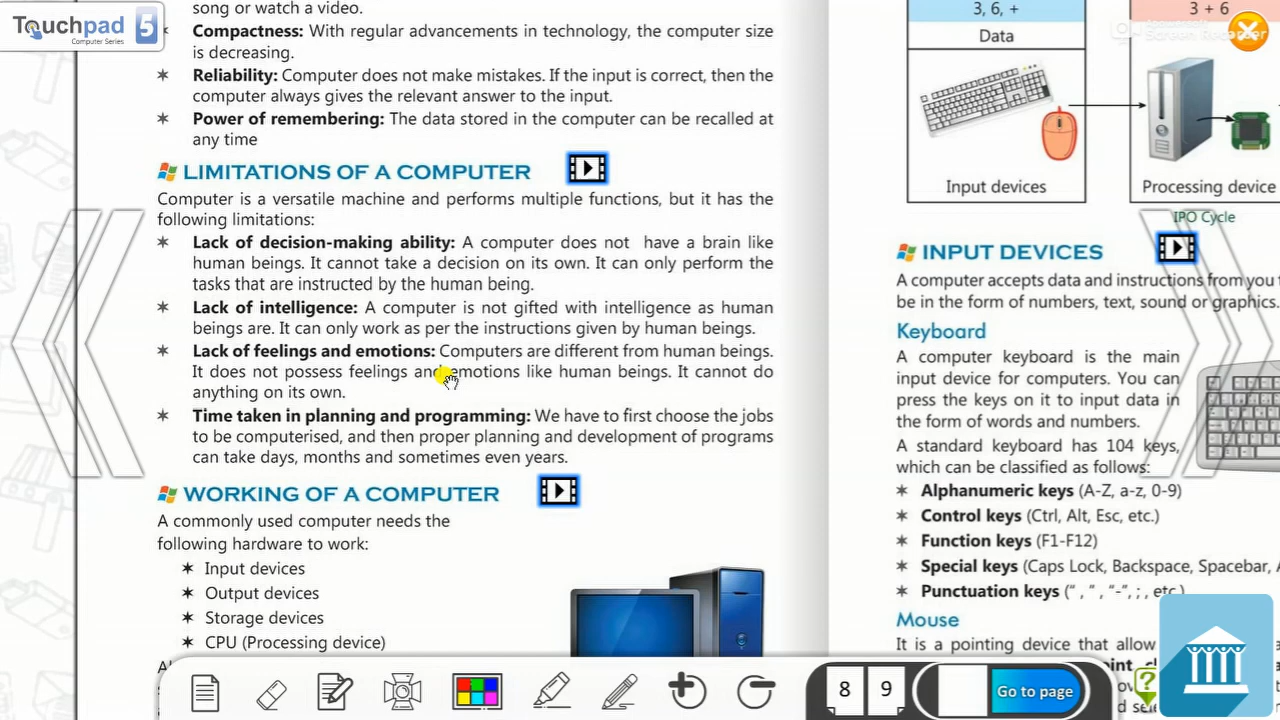 Touchpad 5
Computer Series
song or watch a video.
Compactness: With regular advancements in technology, the computer size
is decreasing.
✶ Reliability: Computer does not make mistakes. If the input is correct, then the
computer always gives the relevant answer to the input.
✶ Power of remembering: The data stored in the computer can be recalled at
any time
LIMITATIONS OF A COMPUTER
Computer is a versatile machine and performs multiple functions, but it has the
following limitations:
✶ Lack of decision-making ability: A computer does not have a brain like
human beings. It cannot take a decision on its own. It can only perform the
tasks that are instructed by the human being.
✶ Lack of intelligence: A computer is not gifted with intelligence as human
beings are. It can only work as per the instructions given by human beings.
✶ Lack of feelings and emotions: Computers are different from human beings.
It does not possess feelings and emotions like human beings. It cannot do
anything on its own.
✶ Time taken in planning and programming: We have to first choose the jobs
to be computerised, and then proper planning and development of programs
can take days, months and sometimes even years.
WORKING OF A COMPUTER
A commonly used computer needs the
following hardware to work:
✶ Input devices
✶ Output devices
✶ Storage devices
✶ CPU (Processing device)
3, 6, +
3 + 6
Data
Screen Recorder
Input devices
Processing device
IPO Cycle
INPUT DEVICES
A computer accepts data and instructions from you
be in the form of numbers, text, sound or graphics.
Keyboard
A computer keyboard is the main
input device for computers. You can
press the keys on it to input data in
the form of words and numbers.
A standard keyboard has 104 keys,
which can be classified as follows:
✶ Alphanumeric keys (A-Z, a-z, 0-9)
✶ Control keys (Ctrl, Alt, Esc, etc.)
✶ Function keys (F1-F12)
✶ Special keys (Caps Lock, Backspace, Spacebar,
✶ Punctuation keys (“ , ” , “-”, ; , etc.)
Mouse
It is a pointing device that allow
8 9
Go to page